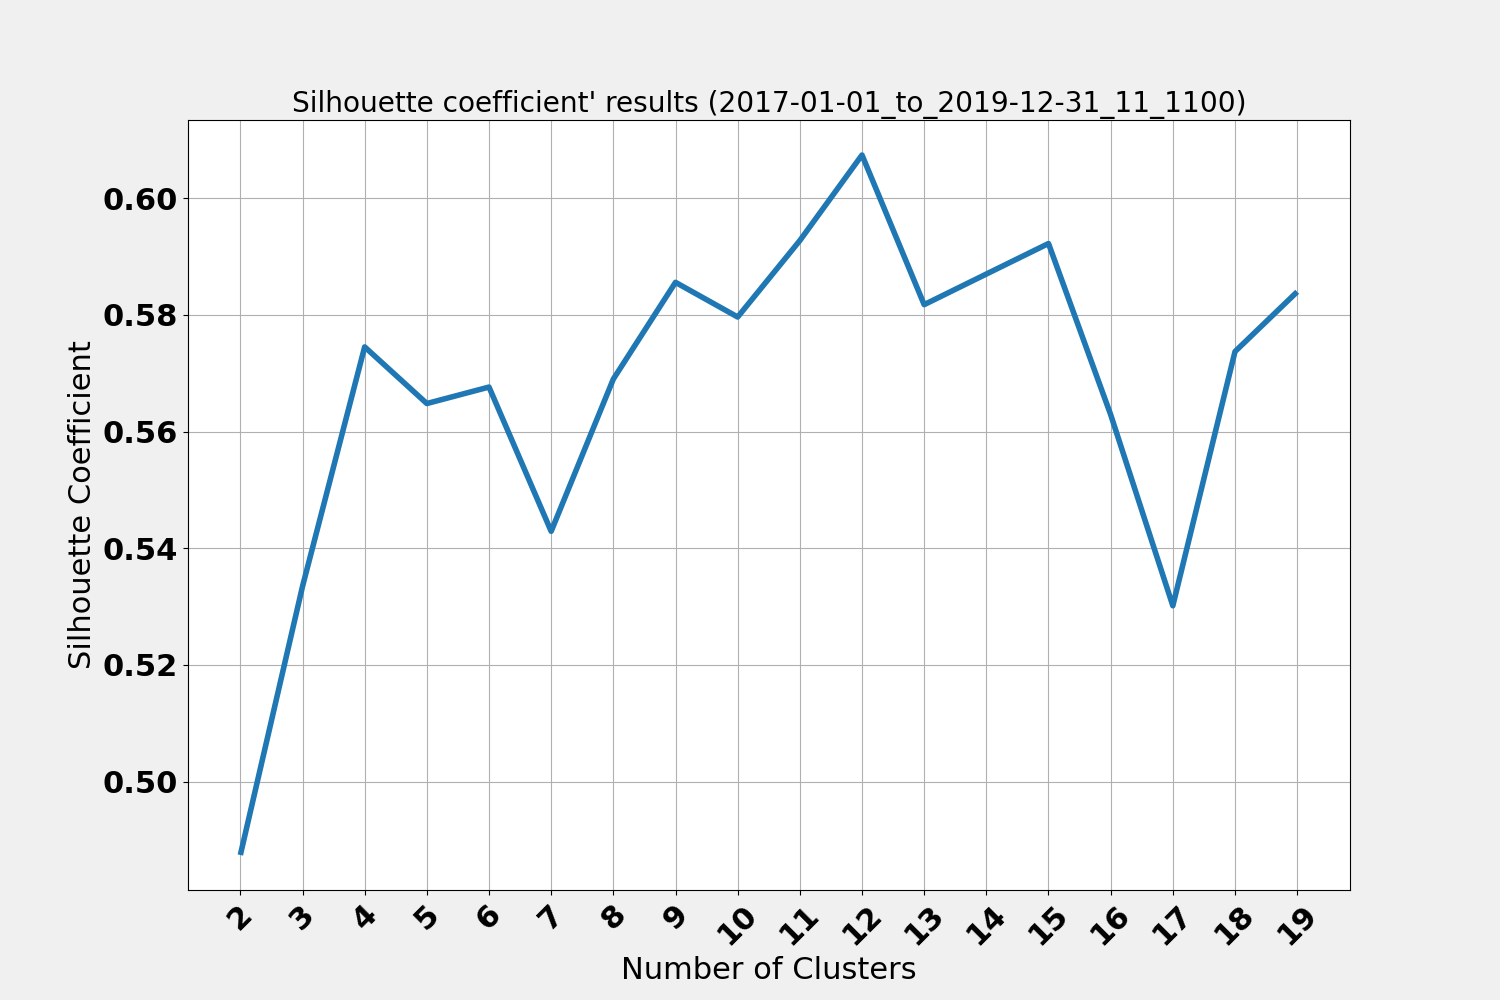 Silhouette coefficient' results (2017-01-01_to_2019-12-31_11_1100)
Silhouette Coefficient
0.60
0.58
0.56
0.54
0.52
0.50
2 3 4 5 6 7 8 9 10 11 12 13 14 15 16 17 18 19
Number of Clusters